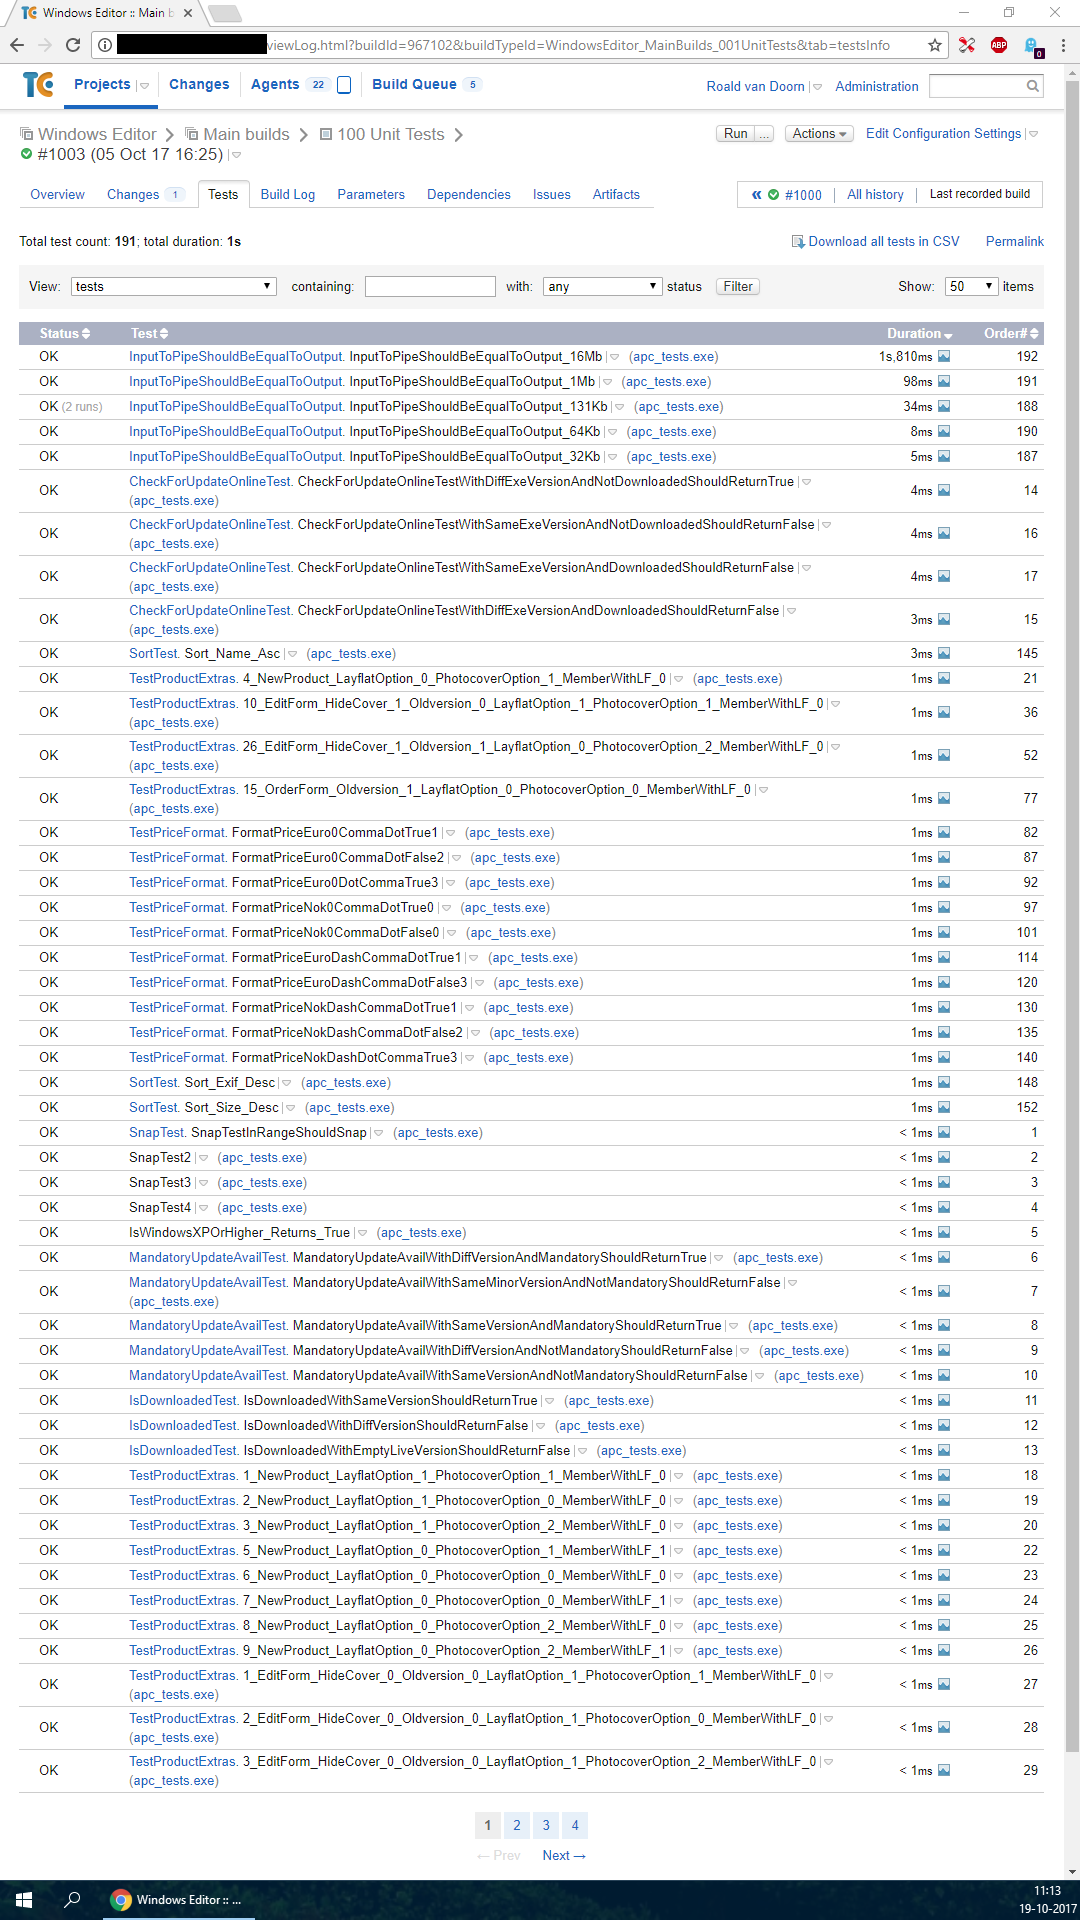 Windows Editor :: Main b
viewLog.html?buildId=967102&buildTypeId=WindowsEditor_MainBuilds_001UnitTests&tab=testsInfo
ABP
0
TC Projects Changes Agents 22 Build Queue 5 Roald van Doorn Administration
Windows Editor Main builds 100 Unit Tests Run ... Actions Edit Configuration Settings
#1003 (05 Oct 17 16:25)
Overview Changes 1 Tests Build Log Parameters Dependencies Issues Artifacts « #1000 All history Last recorded build
Total test count: 191; total duration: 1s Download all tests in CSV Permalink
View: tests containing: with: any status Filter Show: 50 items
Status Test Duration Order#
OK InputToPipeShouldBeEqualToOutput. InputToPipeShouldBeEqualToOutput_16Mb (apc_tests.exe) 1s,810ms 192
OK InputToPipeShouldBeEqualToOutput. InputToPipeShouldBeEqualToOutput_1Mb (apc_tests.exe) 98ms 191
OK (2 runs) InputToPipeShouldBeEqualToOutput. InputToPipeShouldBeEqualToOutput_131Kb (apc_tests.exe) 34ms 188
OK InputToPipeShouldBeEqualToOutput. InputToPipeShouldBeEqualToOutput_64Kb (apc_tests.exe) 8ms 190
OK InputToPipeShouldBeEqualToOutput. InputToPipeShouldBeEqualToOutput_32Kb (apc_tests.exe) 5ms 187
OK CheckForUpdateOnlineTest. CheckForUpdateOnlineTestWithDiffExeVersionAndNotDownloadedShouldReturnTrue 4ms 14
(apc_tests.exe)
OK CheckForUpdateOnlineTest. CheckForUpdateOnlineTestWithSameExeVersionAndNotDownloadedShouldReturnFalse 4ms 16
(apc_tests.exe)
OK CheckForUpdateOnlineTest. CheckForUpdateOnlineTestWithSameExeVersionAndDownloadedShouldReturnFalse 4ms 17
(apc_tests.exe)
OK CheckForUpdateOnlineTest. CheckForUpdateOnlineTestWithDiffExeVersionAndDownloadedShouldReturnFalse 3ms 15
(apc_tests.exe)
OK SortTest. Sort_Name_Asc (apc_tests.exe) 3ms 145
OK TestProductExtras. 4_NewProduct_LayflatOption_0_PhotocoverOption_1_MemberWithLF_0 (apc_tests.exe) 1ms 21
OK TestProductExtras. 10_EditForm_HideCover_1_Oldversion_0_LayflatOption_1_PhotocoverOption_1_MemberWithLF_0 1ms 36
(apc_tests.exe)
OK TestProductExtras. 26_EditForm_HideCover_1_Oldversion_1_LayflatOption_0_PhotocoverOption_2_MemberWithLF_0 1ms 52
(apc_tests.exe)
OK TestProductExtras. 15_OrderForm_Oldversion_1_LayflatOption_0_PhotocoverOption_0_MemberWithLF_0 1ms 77
(apc_tests.exe)
OK TestPriceFormat. FormatPriceEuro0CommaDotTrue1 (apc_tests.exe) 1ms 82
OK TestPriceFormat. FormatPriceEuro0CommaDotFalse2 (apc_tests.exe) 1ms 87
OK TestPriceFormat. FormatPriceEuro0DotCommaTrue3 (apc_tests.exe) 1ms 92
OK TestPriceFormat. FormatPriceNok0CommaDotTrue0 (apc_tests.exe) 1ms 97
OK TestPriceFormat. FormatPriceNok0CommaDotFalse0 (apc_tests.exe) 1ms 101
OK TestPriceFormat. FormatPriceEuroDashCommaDotTrue1 (apc_tests.exe) 1ms 114
OK TestPriceFormat. FormatPriceEuroDashCommaDotFalse3 (apc_tests.exe) 1ms 120
OK TestPriceFormat. FormatPriceNokDashCommaDotTrue1 (apc_tests.exe) 1ms 130
OK TestPriceFormat. FormatPriceNokDashCommaDotFalse2 (apc_tests.exe) 1ms 135
OK TestPriceFormat. FormatPriceNokDashDotCommaTrue3 (apc_tests.exe) 1ms 140
OK SortTest. Sort_Exif_Desc (apc_tests.exe) 1ms 148
OK SortTest. Sort_Size_Desc (apc_tests.exe) 1ms 152
OK SnapTest. SnapTestInRangeShouldSnap (apc_tests.exe) < 1ms 1
OK SnapTest2 (apc_tests.exe) < 1ms 2
OK SnapTest3 (apc_tests.exe) < 1ms 3
OK SnapTest4 (apc_tests.exe) < 1ms 4
OK IsWindowsXPOrHigher_Returns_True (apc_tests.exe) < 1ms 5
OK MandatoryUpdateAvailTest. MandatoryUpdateAvailWithDiffVersionAndMandatoryShouldReturnTrue (apc_tests.exe) < 1ms 6
OK MandatoryUpdateAvailTest. MandatoryUpdateAvailWithSameMinorVersionAndNotMandatoryShouldReturnFalse < 1ms 7
(apc_tests.exe)
OK MandatoryUpdateAvailTest. MandatoryUpdateAvailWithSameVersionAndMandatoryShouldReturnTrue (apc_tests.exe) < 1ms 8
OK MandatoryUpdateAvailTest. MandatoryUpdateAvailWithDiffVersionAndNotMandatoryShouldReturnFalse (apc_tests.exe) < 1ms 9
OK MandatoryUpdateAvailTest. MandatoryUpdateAvailWithSameVersionAndNotMandatoryShouldReturnFalse (apc_tests.exe) < 1ms 10
OK IsDownloadedTest. IsDownloadedWithSameVersionShouldReturnTrue (apc_tests.exe) < 1ms 11
OK IsDownloadedTest. IsDownloadedWithDiffVersionShouldReturnFalse (apc_tests.exe) < 1ms 12
OK IsDownloadedTest. IsDownloadedWithEmptyLiveVersionShouldReturnFalse (apc_tests.exe) < 1ms 13
OK TestProductExtras. 1_NewProduct_LayflatOption_1_PhotocoverOption_1_MemberWithLF_0 (apc_tests.exe) < 1ms 18
OK TestProductExtras. 2_NewProduct_LayflatOption_1_PhotocoverOption_0_MemberWithLF_0 (apc_tests.exe) < 1ms 19
OK TestProductExtras. 3_NewProduct_LayflatOption_1_PhotocoverOption_2_MemberWithLF_0 (apc_tests.exe) < 1ms 20
OK TestProductExtras. 5_NewProduct_LayflatOption_0_PhotocoverOption_1_MemberWithLF_1 (apc_tests.exe) < 1ms 22
OK TestProductExtras. 6_NewProduct_LayflatOption_0_PhotocoverOption_0_MemberWithLF_0 (apc_tests.exe) < 1ms 23
OK TestProductExtras. 7_NewProduct_LayflatOption_0_PhotocoverOption_0_MemberWithLF_1 (apc_tests.exe) < 1ms 24
OK TestProductExtras. 8_NewProduct_LayflatOption_0_PhotocoverOption_2_MemberWithLF_0 (apc_tests.exe) < 1ms 25
OK TestProductExtras. 9_NewProduct_LayflatOption_0_PhotocoverOption_2_MemberWithLF_1 (apc_tests.exe) < 1ms 26
OK TestProductExtras. 1_EditForm_HideCover_0_Oldversion_0_LayflatOption_1_PhotocoverOption_1_MemberWithLF_0 < 1ms 27
(apc_tests.exe)
OK TestProductExtras. 2_EditForm_HideCover_0_Oldversion_0_LayflatOption_1_PhotocoverOption_0_MemberWithLF_0 < 1ms 28
(apc_tests.exe)
OK TestProductExtras. 3_EditForm_HideCover_0_Oldversion_0_LayflatOption_1_PhotocoverOption_2_MemberWithLF_0 < 1ms 29
(apc_tests.exe)
1 2 3 4
← Prev Next →
Windows Editor :: ...
11:13
19-10-2017